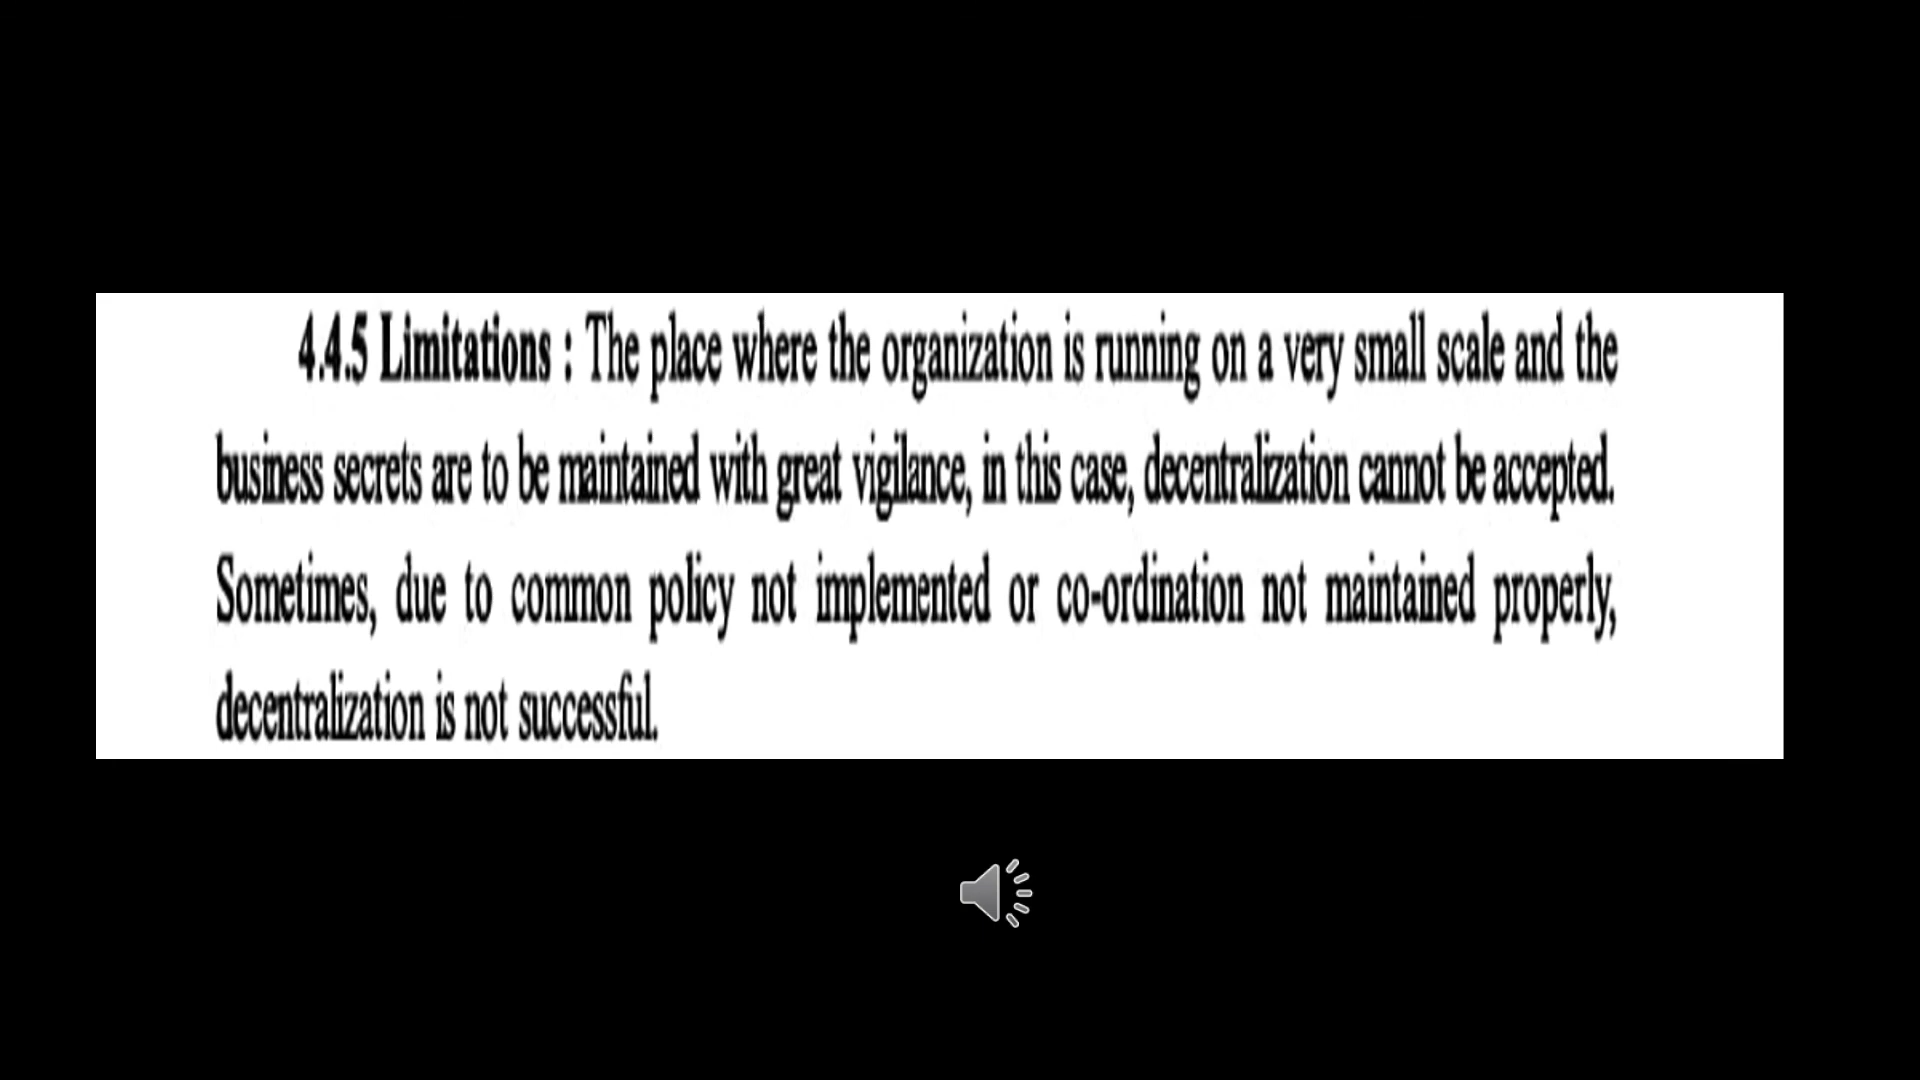 4.4.5 Limitations : The place where the organization is running on a very small scale and the
business secrets are to be maintained with great vigilance, in this case, decentralization cannot be accepted.
Sometimes, due to common policy not implemented or co-ordination not maintained properly,
decentralization is not successful.